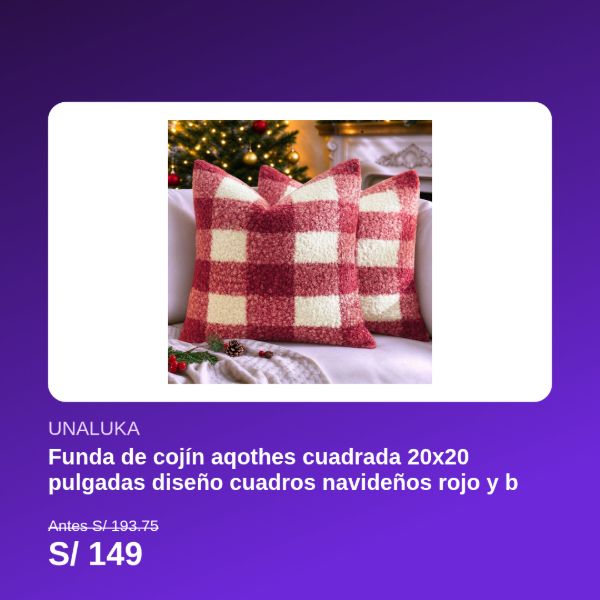 UNALUKA
Funda de cojín aqothes cuadrada 20x20
pulgadas diseño cuadros navideños rojo y b
Antes S/ 193.75
S/ 149